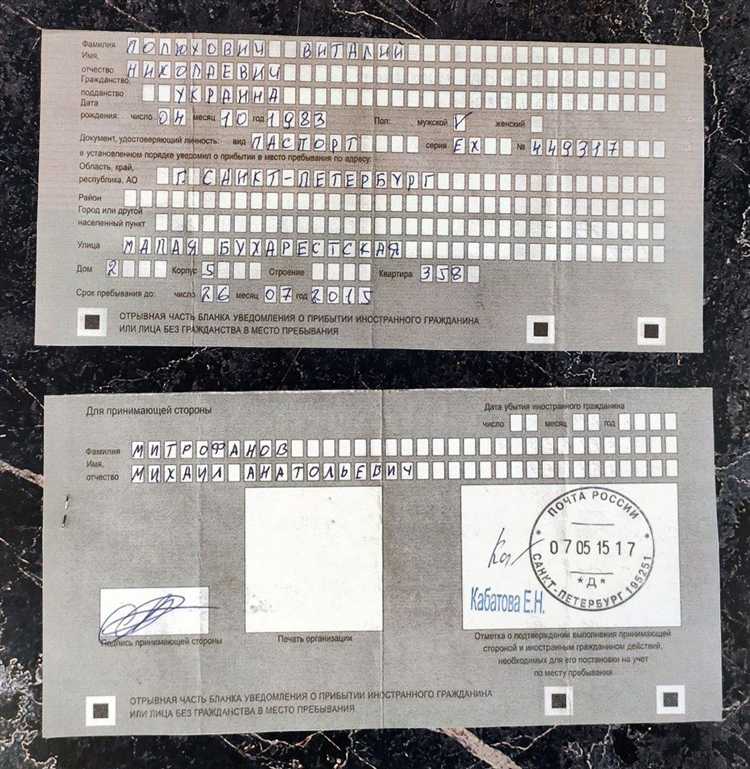 Фамилия ПОЛЮХОВИЧ ВИТАЛИЙ
Имя,
отчество НИКОЛАЕВИЧ
Гражданство,
подданство УКРАИНА
Дата
рождения: число 04 месяц 10 год 1983 Пол: мужской V женский
Документ, удостоверяющий личность: вид ПАСПОРТ серия ЕХ № 449317
в установленном порядке уведомил о прибытии в место пребывания по адресу:
Область, край,
республика, АО Г САНКТ-ПЕТЕРБУРГ
Район
Город или другой
населенный пункт
Улица МАЛАЯ БУХАРЕСТСКАЯ
Дом 2 Корпус 5 Строение Квартира 358
Срок пребывания до: число 26 месяц 07 год 2015
ОТРЫВНАЯ ЧАСТЬ БЛАНКА УВЕДОМЛЕНИЯ О ПРИБЫТИИ ИНОСТРАННОГО ГРАЖДАНИНА
ИЛИ ЛИЦА БЕЗ ГРАЖДАНСТВА В МЕСТО ПРЕБЫВАНИЯ
Для принимающей стороны
Дата убытия иностранного гражданина
число месяц год
Фамилия МИТРОФАНОВ
Имя,
отчество МИХАИЛ АНАТОЛЬЕВИЧ
ПОЧТА РОССИИ
07 05 15 17
*Д*
САНКТ-ПЕТЕРБУРГ 195251
Кабатова Е.Н.
Подпись принимающей стороны
Печать организации
Отметка о подтверждении выполнения принимающей
стороной и иностранным гражданином действий,
необходимых для его постановки на учет
по месту пребывания
ОТРЫВНАЯ ЧАСТЬ БЛАНКА УВЕДОМЛЕНИЯ О ПРИБЫТИИ ИНОСТРАННОГО ГРАЖДАНИНА
ИЛИ ЛИЦА БЕЗ ГРАЖДАНСТВА В МЕСТО ПРЕБЫВАНИЯ